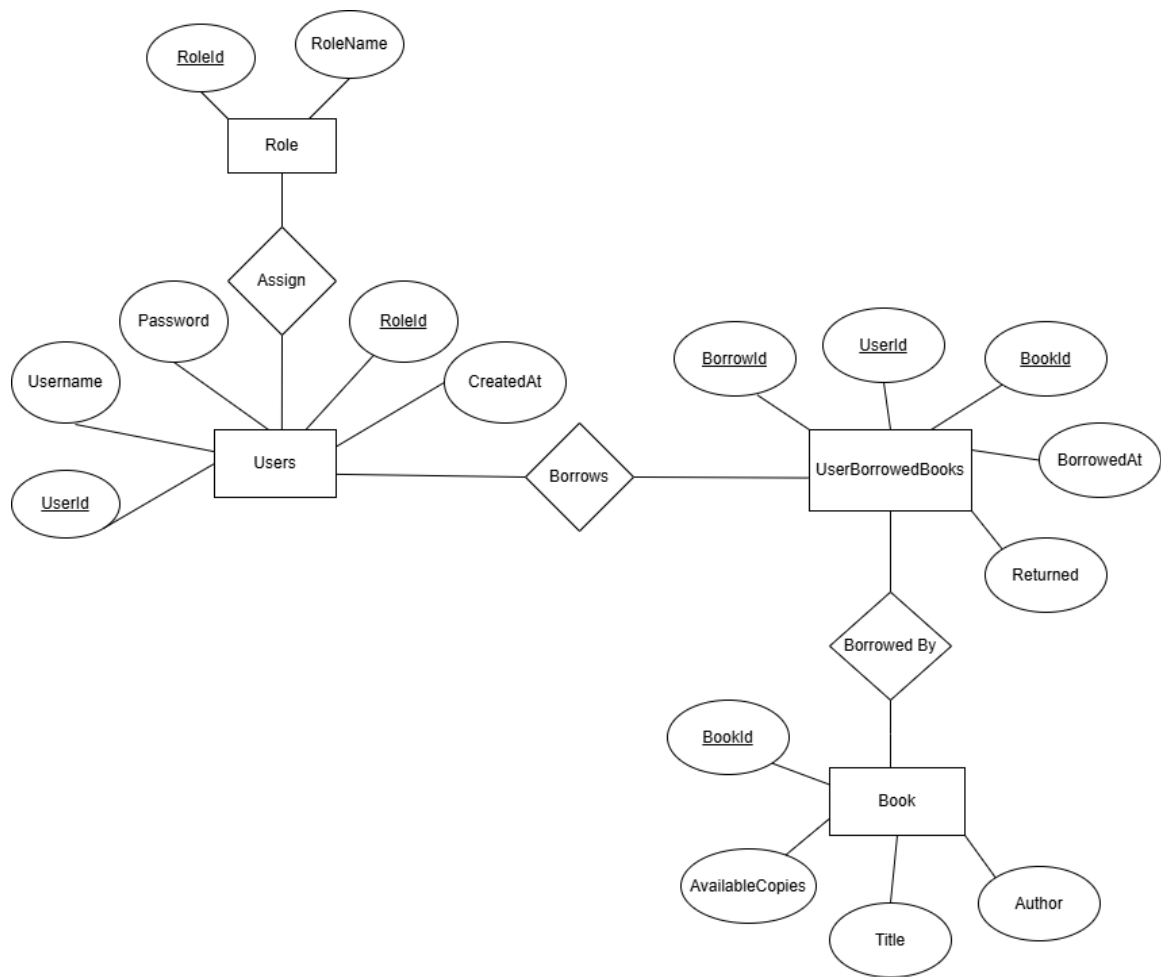 RoleName
RoleId
Role
Assign
Password
RoleId
Username
CreatedAt
Users
UserId
Borrows
BorrowId
UserId
BookId
UserBorrowedBooks
BorrowedAt
Returned
Borrowed By
BookId
Book
AvailableCopies
Author
Title